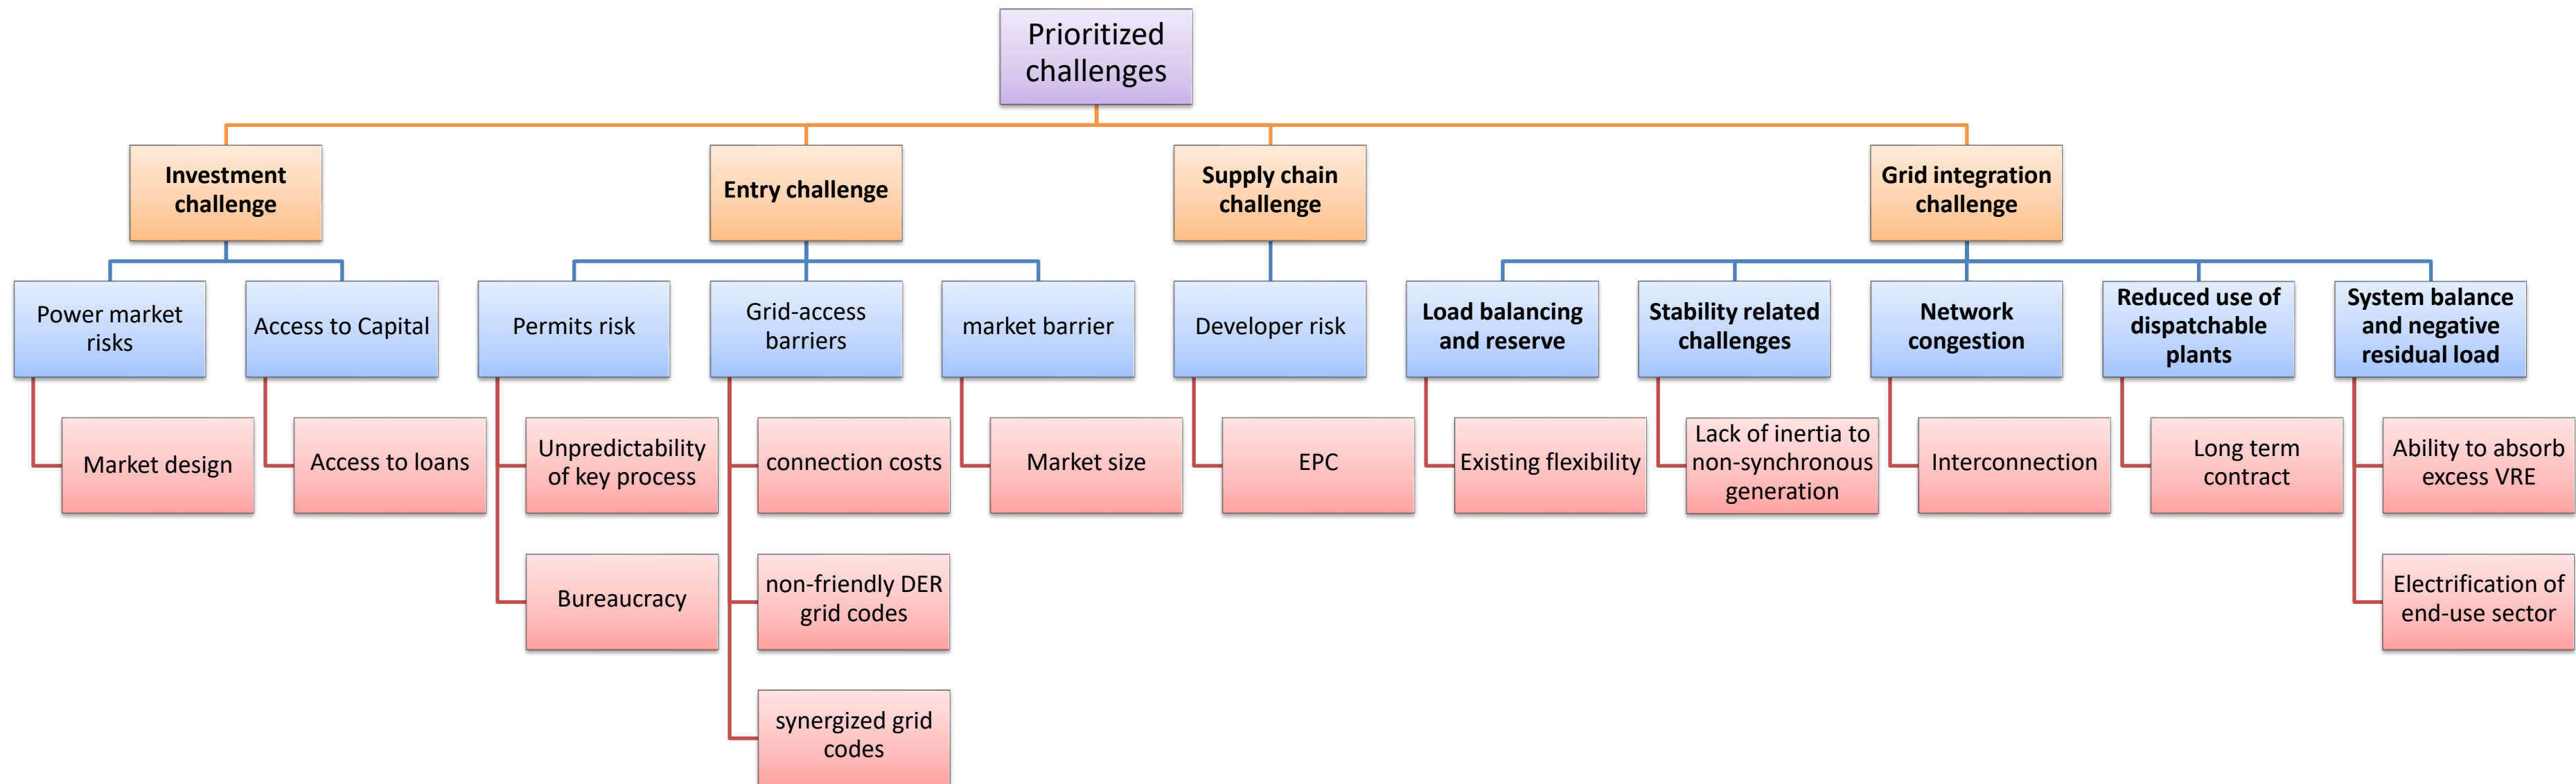 Prioritized
challenges
Investment
challenge
Entry challenge
Supply chain
challenge
Grid integration
challenge
Power market
risks
Access to Capital
Permits risk
Grid-access
barriers
market barrier
Developer risk
Load balancing
and reserve
Stability related
challenges
Network
congestion
Reduced use of
dispatchable
plants
System balance
and negative
residual load
Market design
Access to loans
Unpredictability
of key process
connection costs
Market size
EPC
Existing flexibility
Lack of inertia to
non-synchronous
generation
Interconnection
Long term
contract
Ability to absorb
excess VRE
Bureaucracy
non-friendly DER
grid codes
Electrification of
end-use sector
synergized grid
codes